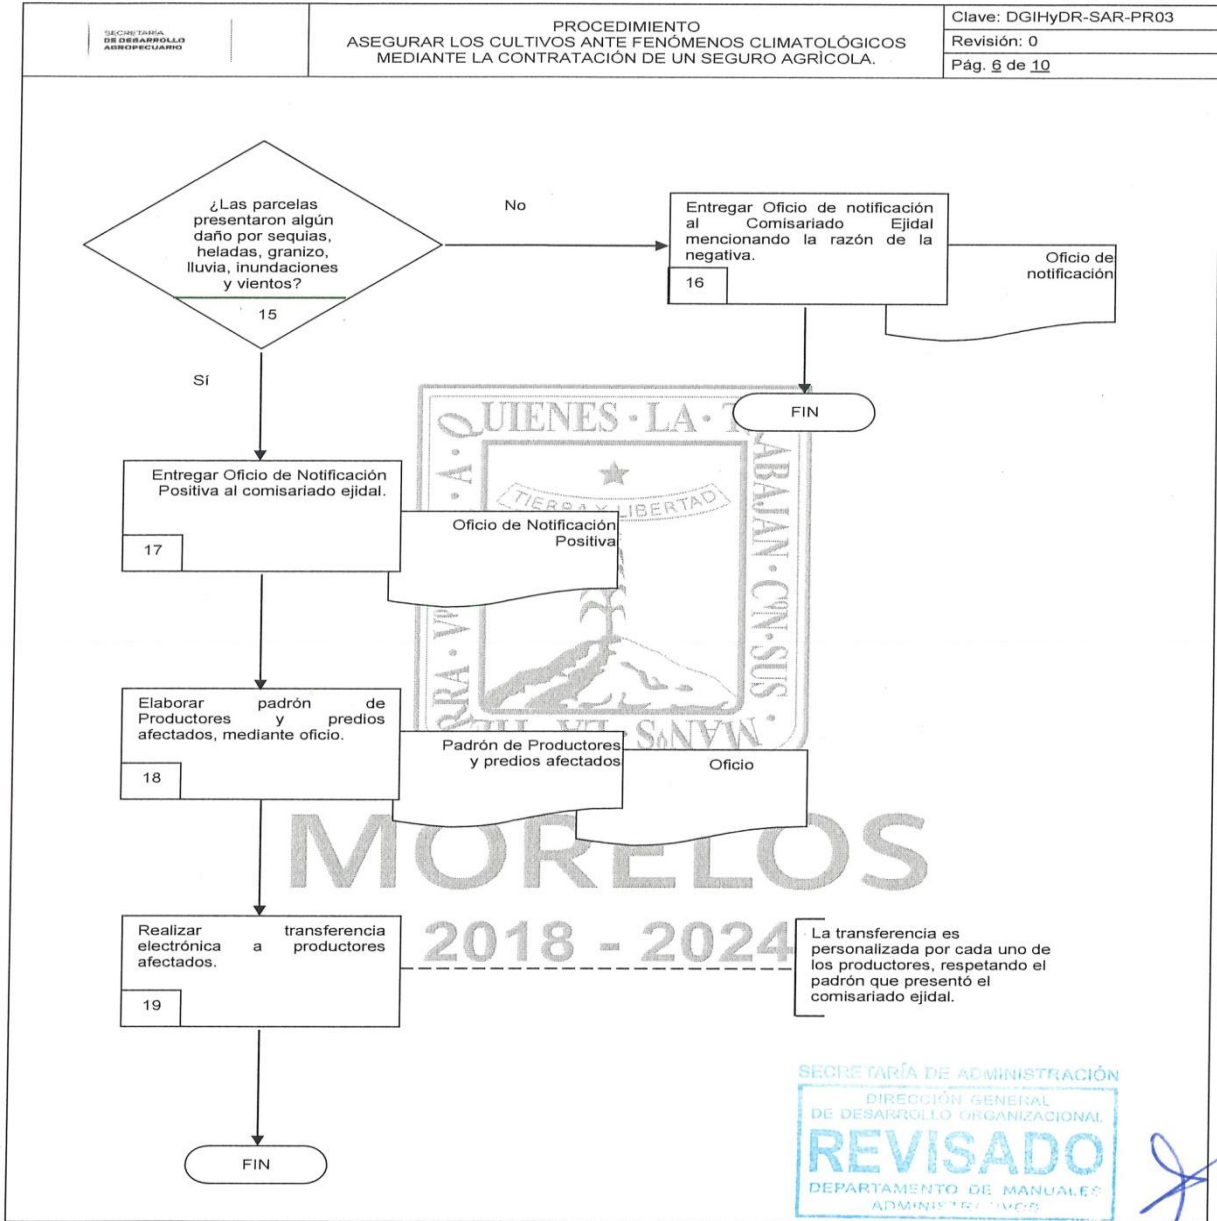 SECRETARÍA
DE DESARROLLO
AGROPECUARIO
PROCEDIMIENTO
ASEGURAR LOS CULTIVOS ANTE FENÓMENOS CLIMATOLÓGICOS
MEDIANTE LA CONTRATACIÓN DE UN SEGURO AGRÌCOLA.
Clave: DGIHyDR-SAR-PR03
Revisión: 0
Pág. 6 de 10
¿Las parcelas
presentaron algún
daño por sequias,
heladas, granizo,
lluvia, inundaciones
y vientos?
15
No
Entregar Oficio de notificación
al Comisariado Ejidal
mencionando la razón de la
negativa.
16
Oficio de
notificación
FIN
Sí
Entregar Oficio de Notificación
Positiva al comisariado ejidal.
17
Oficio de Notificación
Positiva
Elaborar padrón de
Productores y predios
afectados, mediante oficio.
18
Padrón de Productores
y predios afectados
Oficio
Realizar transferencia
electrónica a productores
afectados.
19
La transferencia es
personalizada por cada uno de
los productores, respetando el
padrón que presentó el
comisariado ejidal.
FIN
A · QUIENES · LA ·
TIERRA Y LIBERTAD
MORELOS
2018 - 2024
SECRETARÍA DE ADMINISTRACIÓN
DIRECCIÓN GENERAL
DE DESARROLLO ORGANIZACIONAL
REVISADO
DEPARTAMENTO DE MANUALES
ADMINISTRATIVOS